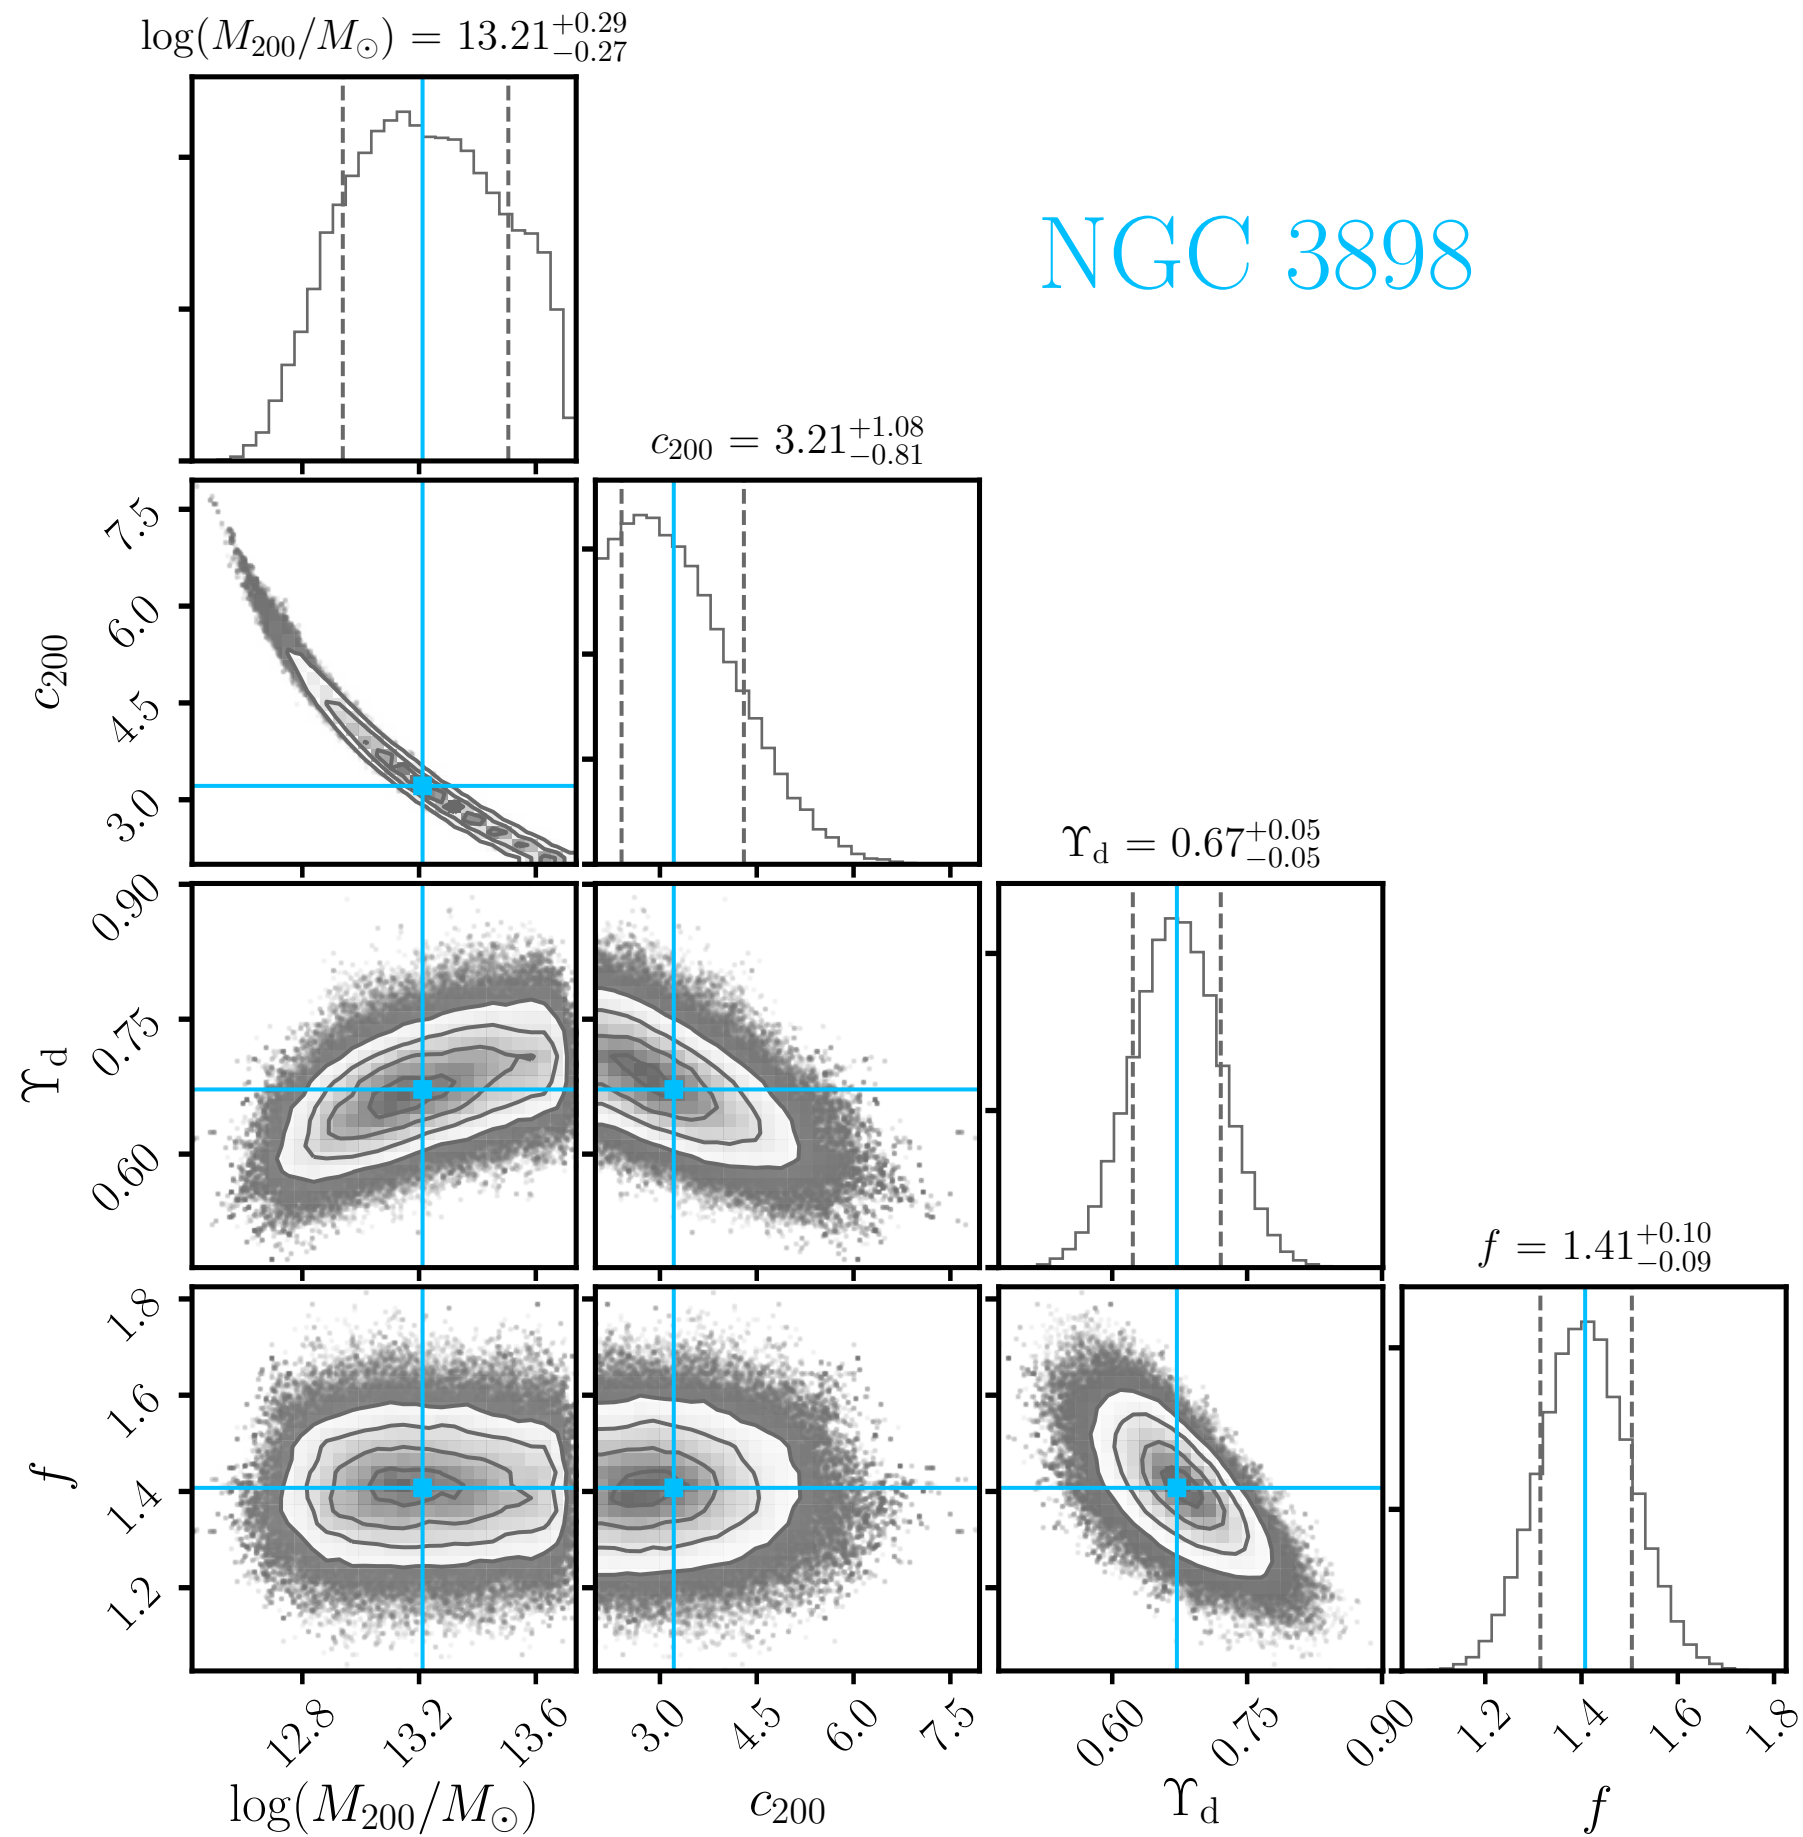 log(M₂₀₀/M⊙) = 13.21 +0.29 −0.27
NGC 3898
c₂₀₀ = 3.21 +1.08 −0.81
c₂₀₀
7.5
6.0
4.5
3.0
ϒd = 0.67 +0.05 −0.05
ϒd
0.90
0.75
0.60
f = 1.41 +0.10 −0.09
f
1.8
1.6
1.4
1.2
12.8 13.2 13.6 3.0 4.5 6.0 7.5 0.60 0.75 0.90 1.2 1.4 1.6 1.8
log(M₂₀₀/M⊙) c₂₀₀ ϒd f